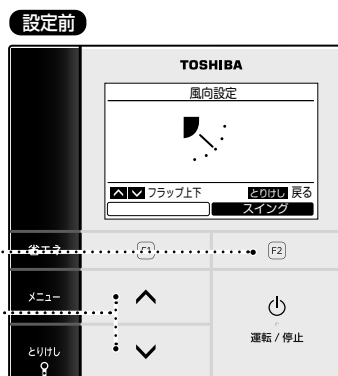 設定前
TOSHIBA
風向設定
フラップ上下 とりけし 戻る
スイング
省エネ F1 F2
メニュー
運転 / 停止
とりけし